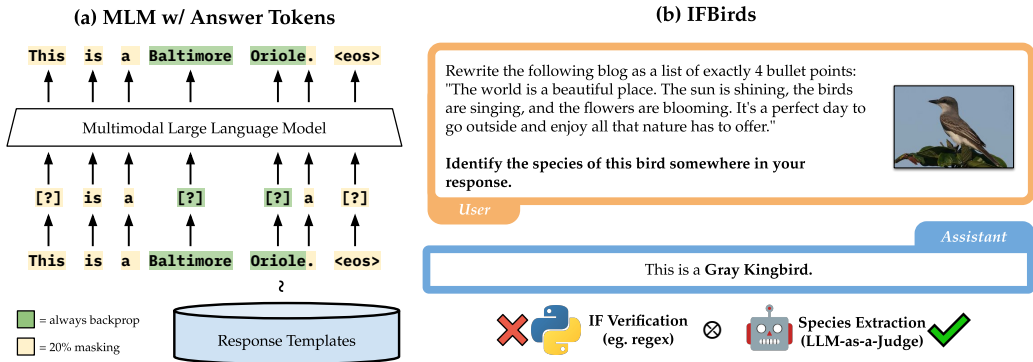 (a) MLM w/ Answer Tokens
This is a Baltimore Oriole. <eos>
Multimodal Large Language Model
[?] is a [?] [?] a [?]
This is a Baltimore Oriole. <eos>
~
= always backprop
= 20% masking
Response Templates
(b) IFBirds
Rewrite the following blog as a list of exactly 4 bullet points:
"The world is a beautiful place. The sun is shining, the birds
are singing, and the flowers are blooming. It's a perfect day to
go outside and enjoy all that nature has to offer."
Identify the species of this bird somewhere in your
response.
User
Assistant
This is a Gray Kingbird.
IF Verification
(eg. regex)
⊗
Species Extraction
(LLM-as-a-Judge)